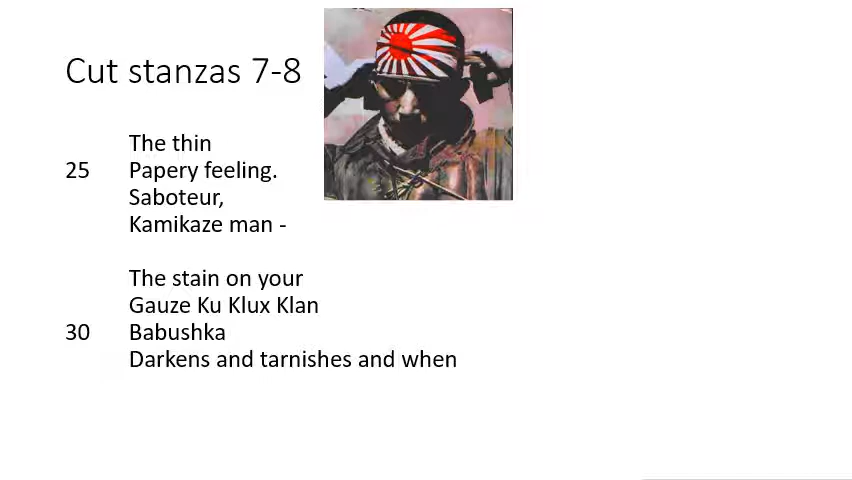 Cut stanzas 7-8
The thin
25 Papery feeling.
Saboteur,
Kamikaze man -
The stain on your
Gauze Ku Klux Klan
30 Babushka
Darkens and tarnishes and when